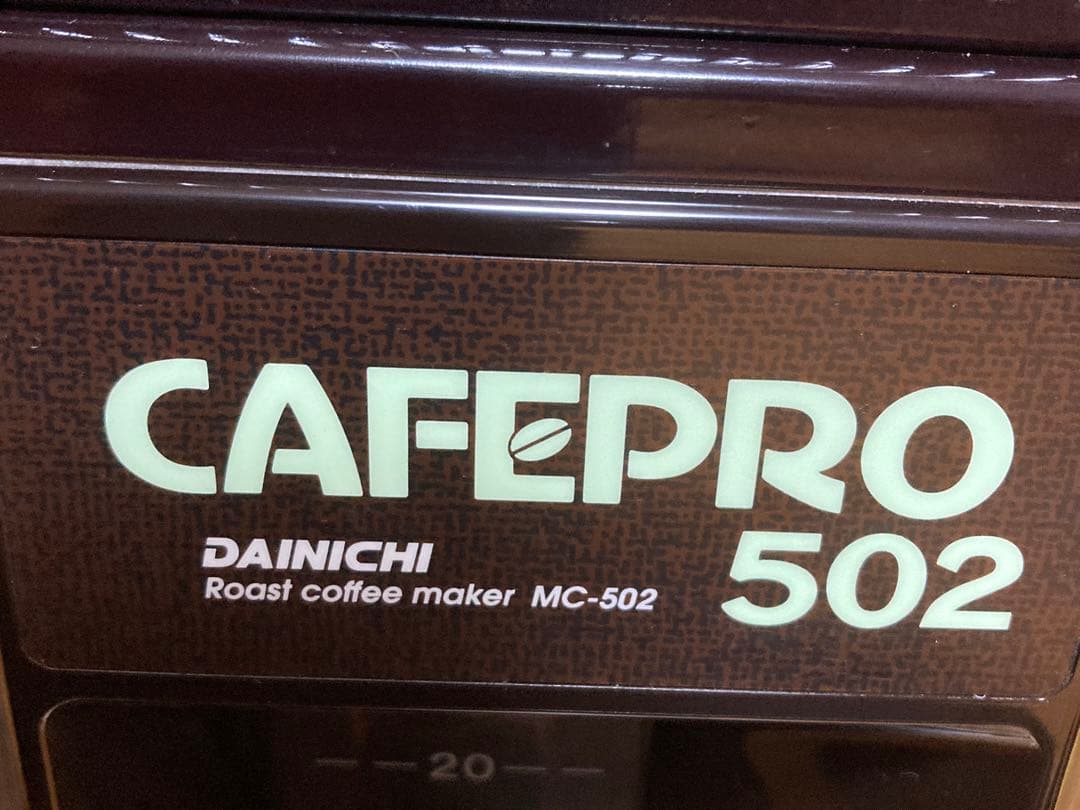 CAFEPRO
502
DAINICHI
Roast coffee maker MC-502
— —20— —